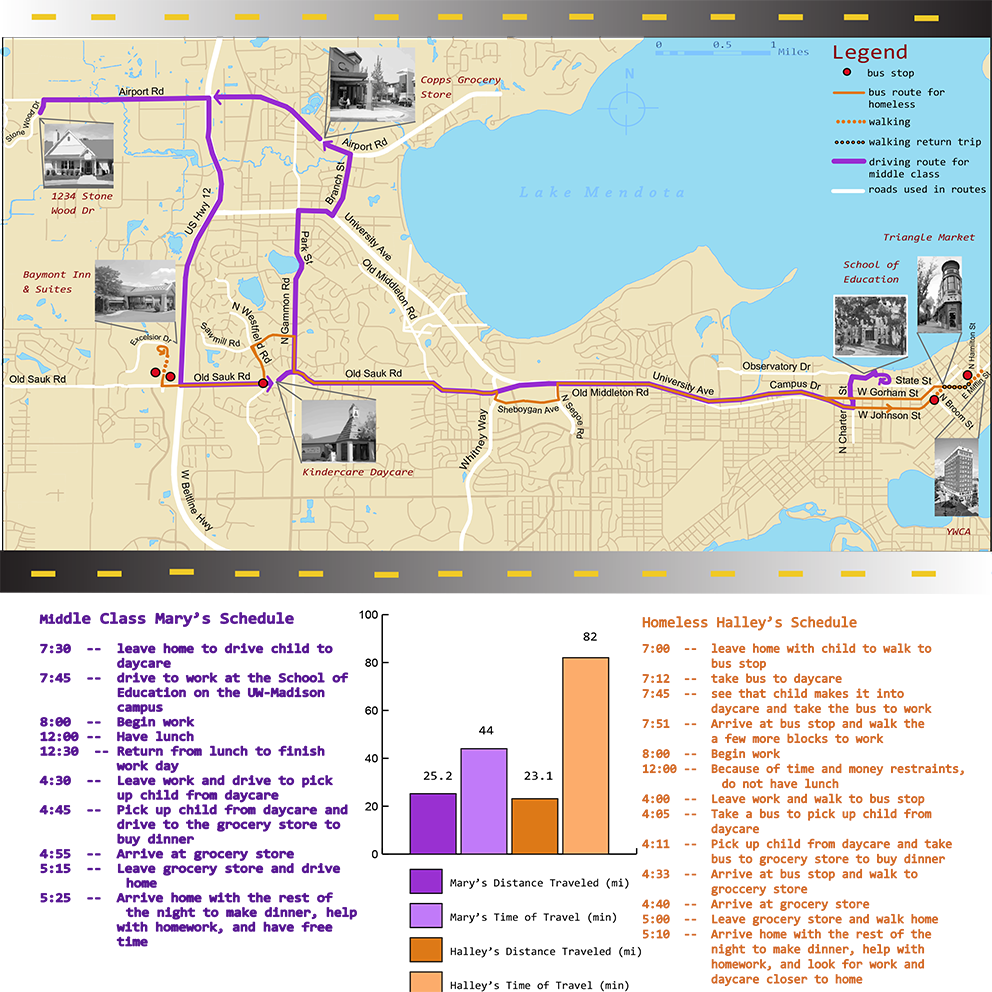 0 0.5 1 Miles
Legend
bus stop
bus route for
homeless
walking
walking return trip
driving route for
middle class
roads used in routes
N
Airport Rd
Stone Wood Dr
1234 Stone
Wood Dr
Copps Grocery
Store
Airport Rd
Branch St
US Hwy 12
Park St
University Ave
Old Middleton Rd
Lake Mendota
Triangle Market
School of
Education
Baymont Inn
& Suites
Excelsior Dr
N Westfield Rd
Sawmill Rd
N Gammon Rd
Old Sauk Rd
Old Sauk Rd
Old Sauk Rd
Kindercare Daycare
Whitney Way
Sheboygan Ave
N Segoe Rd
Old Middleton Rd
University Ave
Campus Dr
Observatory Dr
State St
W Gorham St
W Johnson St
N Charter St
N Broom St
N Hamilton St
E Mifflin St
YWCA
W Beltline Hwy
Middle Class Mary's Schedule
7:30 -- leave home to drive child to
daycare
7:45 -- drive to work at the School of
Education on the UW-Madison
campus
8:00 -- Begin work
12:00 -- Have lunch
12:30 -- Return from lunch to finish
work day
4:30 -- Leave work and drive to pick
up child from daycare
4:45 -- Pick up child from daycare and
drive to the grocery store to
buy dinner
4:55 -- Arrive at grocery store
5:15 -- Leave grocery store and drive
home
5:25 -- Arrive home with the rest of
the night to make dinner, help
with homework, and have free
time
100
80
60
40
20
0
25.2
44
23.1
82
Mary's Distance Traveled (mi)
Mary's Time of Travel (min)
Halley's Distance Traveled (mi)
Halley's Time of Travel (min)
Homeless Halley's Schedule
7:00 -- leave home with child to walk to
bus stop
7:12 -- take bus to daycare
7:45 -- see that child makes it into
daycare and take the bus to work
7:51 -- Arrive at bus stop and walk the
a few more blocks to work
8:00 -- Begin work
12:00 -- Because of time and money restraints,
do not have lunch
4:00 -- Leave work and walk to bus stop
4:05 -- Take a bus to pick up child from
daycare
4:11 -- Pick up child from daycare and take
bus to grocery store to buy dinner
4:33 -- Arrive at bus stop and walk to
groccery store
4:40 -- Arrive at grocery store
5:00 -- Leave grocery store and walk home
5:10 -- Arrive home with the rest of the
night to make dinner, help with
homework, and look for work and
daycare closer to home